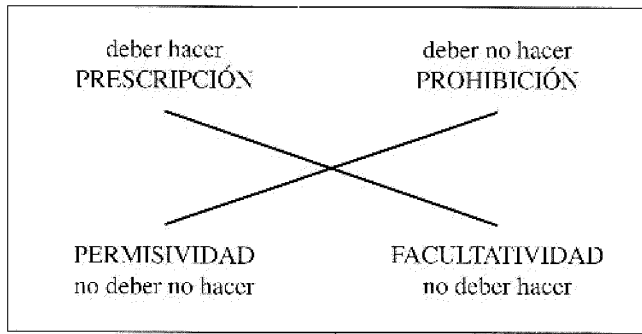 deber hacer
PRESCRIPCIÓN
deber no hacer
PROHIBICIÓN
PERMISIVIDAD
no deber no hacer
FACULTATIVIDAD
no deber hacer